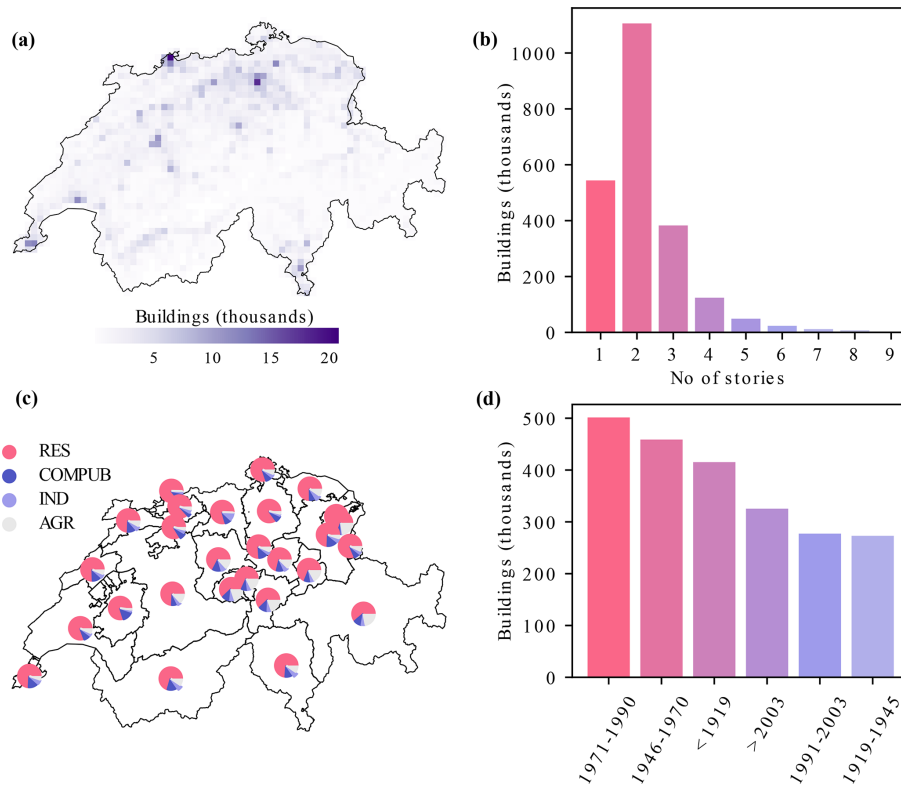 (a)
Buildings (thousands)
5 10 15 20
(b)
Buildings (thousands)
1000
800
600
400
200
0
1 2 3 4 5 6 7 8 9
No of stories
(c)
RES
COMPUB
IND
AGR
(d)
Buildings (thousands)
500
400
300
200
100
0
1971-1990 1946-1970 <1919 >2003 1991-2003 1919-1945